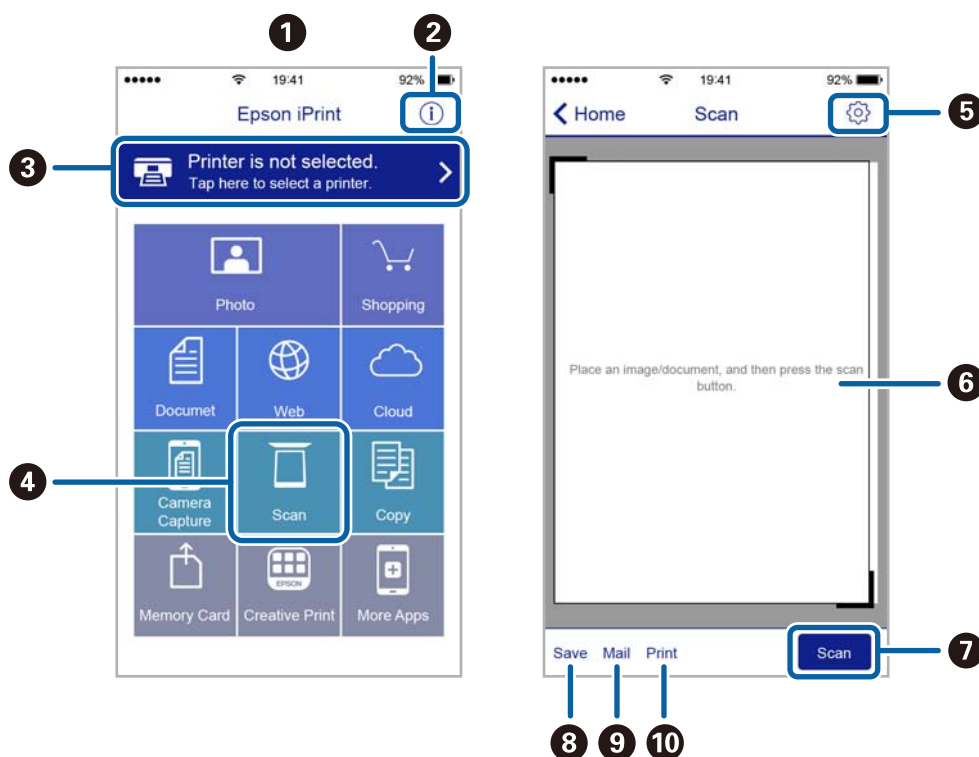 1
2
19:41
92%
Epson iPrint
i
3
Printer is not selected.
Tap here to select a printer.
Photo
Shopping
Documet
Web
Cloud
4
Camera
Capture
Scan
Copy
EPSON
Memory Card
Creative Print
More Apps
19:41
92%
Home
Scan
5
Place an image/document, and then press the scan
button.
6
Save
Mail
Print
Scan
7
8
9
10